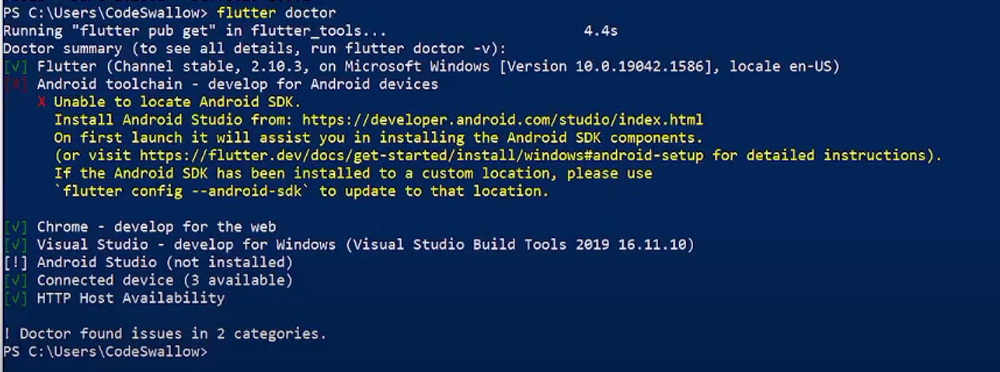 PS C:\Users\CodeSwallow> flutter doctor
Running "flutter pub get" in flutter_tools... 4.4s
Doctor summary (to see all details, run flutter doctor -v):
[√] Flutter (Channel stable, 2.10.3, on Microsoft Windows [Version 10.0.19042.1586], locale en-US)
[X] Android toolchain - develop for Android devices
X Unable to locate Android SDK.
Install Android Studio from: https://developer.android.com/studio/index.html
On first launch it will assist you in installing the Android SDK components.
(or visit https://flutter.dev/docs/get-started/install/windows#android-setup for detailed instructions).
If the Android SDK has been installed to a custom location, please use
`flutter config --android-sdk` to update to that location.
[√] Chrome - develop for the web
[√] Visual Studio - develop for Windows (Visual Studio Build Tools 2019 16.11.10)
[!] Android Studio (not installed)
[√] Connected device (3 available)
[√] HTTP Host Availability
! Doctor found issues in 2 categories.
PS C:\Users\CodeSwallow>